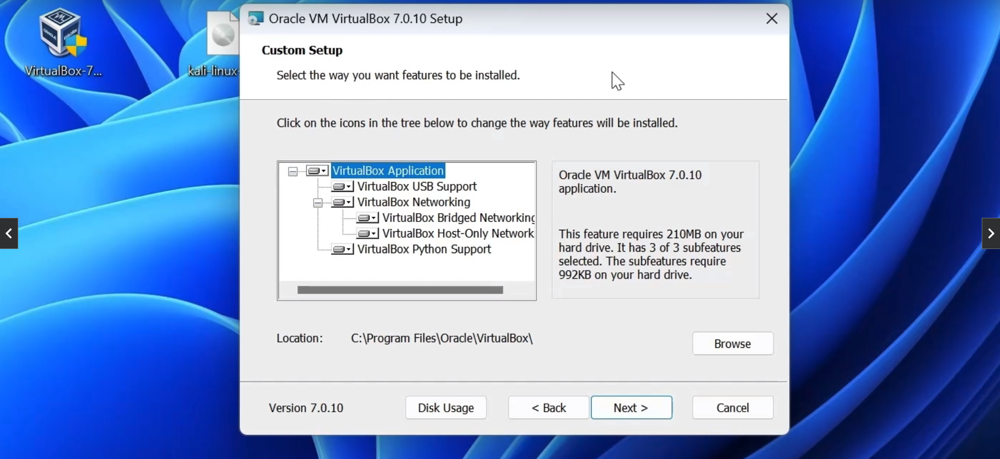 VirtualBox-7...
kali-linux-
Oracle VM VirtualBox 7.0.10 Setup
Custom Setup
Select the way you want features to be installed.
Click on the icons in the tree below to change the way features will be installed.
VirtualBox Application
VirtualBox USB Support
VirtualBox Networking
VirtualBox Bridged Networking
VirtualBox Host-Only Network
VirtualBox Python Support
Oracle VM VirtualBox 7.0.10
application.
This feature requires 210MB on your
hard drive. It has 3 of 3 subfeatures
selected. The subfeatures require
992KB on your hard drive.
Location: C:\Program Files\Oracle\VirtualBox\
Browse
Version 7.0.10
Disk Usage
< Back
Next >
Cancel